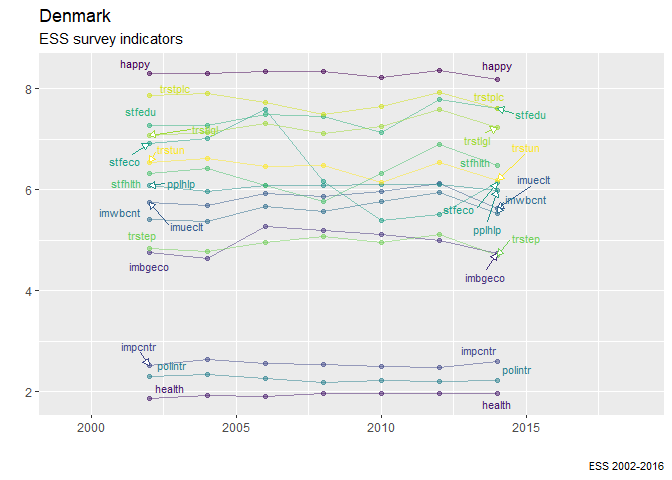 Denmark
ESS survey indicators
happy
happy
trstplc
trstplc
stfedu
stfedu
trstlgl
trstlgl
stfeco
trstun
trstun
stfhlth
stfhlth
pplhlp
imueclt
imwbcnt
imwbcnt
stfeco
imueclt
pplhlp
trstep
trstep
imbgeco
imbgeco
impcntr
impcntr
polintr
polintr
health
health
8
6
4
2
2000
2005
2010
2015
ESS 2002-2016